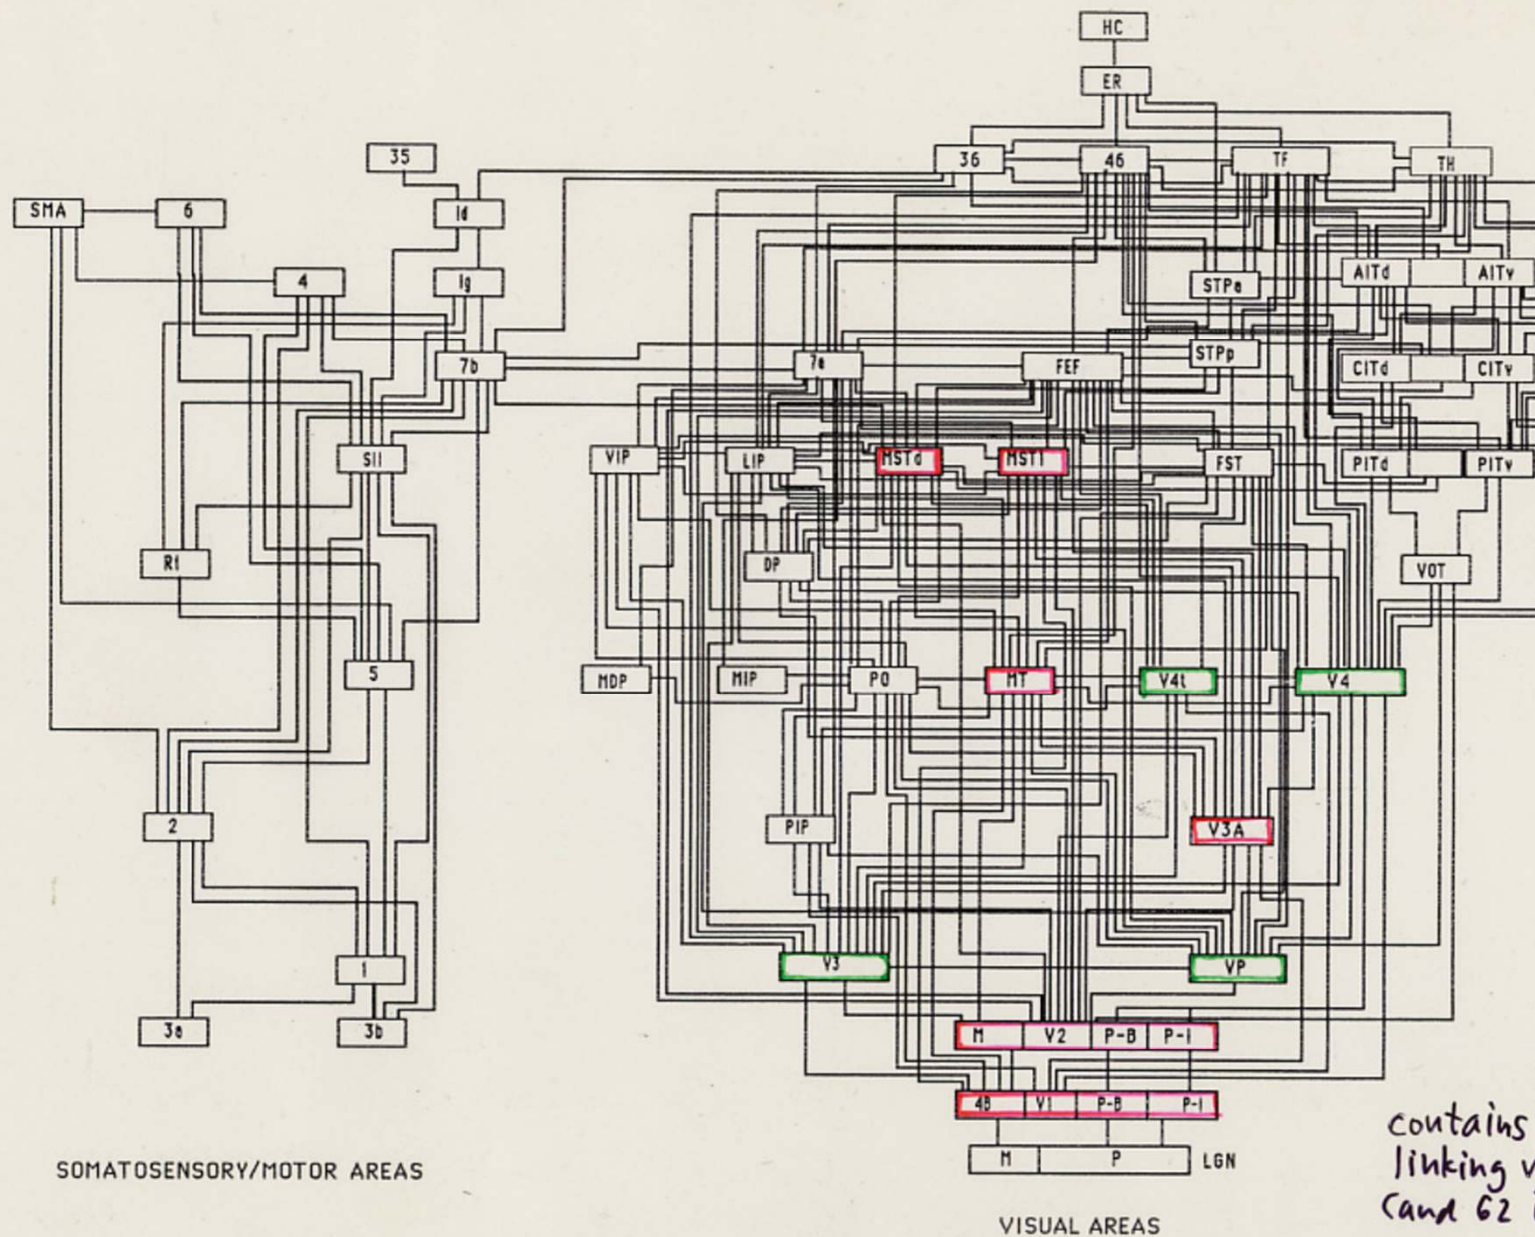 HC
ER
35
36
46
TF
TH
SMA
6
Id
4
Ig
STPa
AITd
AITv
7b
7a
FEF
STPp
CITd
CITv
SII
VIP
LIP
MSTd
MSTl
FST
PITd
PITv
RI
DP
VOT
5
MDP
MIP
PO
MT
V4t
V4
2
PIP
V3A
1
V3
VP
3a
3b
M V2 P-B P-I
4B V1 P-B P-I
M P LGN
SOMATOSENSORY/MOTOR AREAS
VISUAL AREAS
contains
linking
(and 62